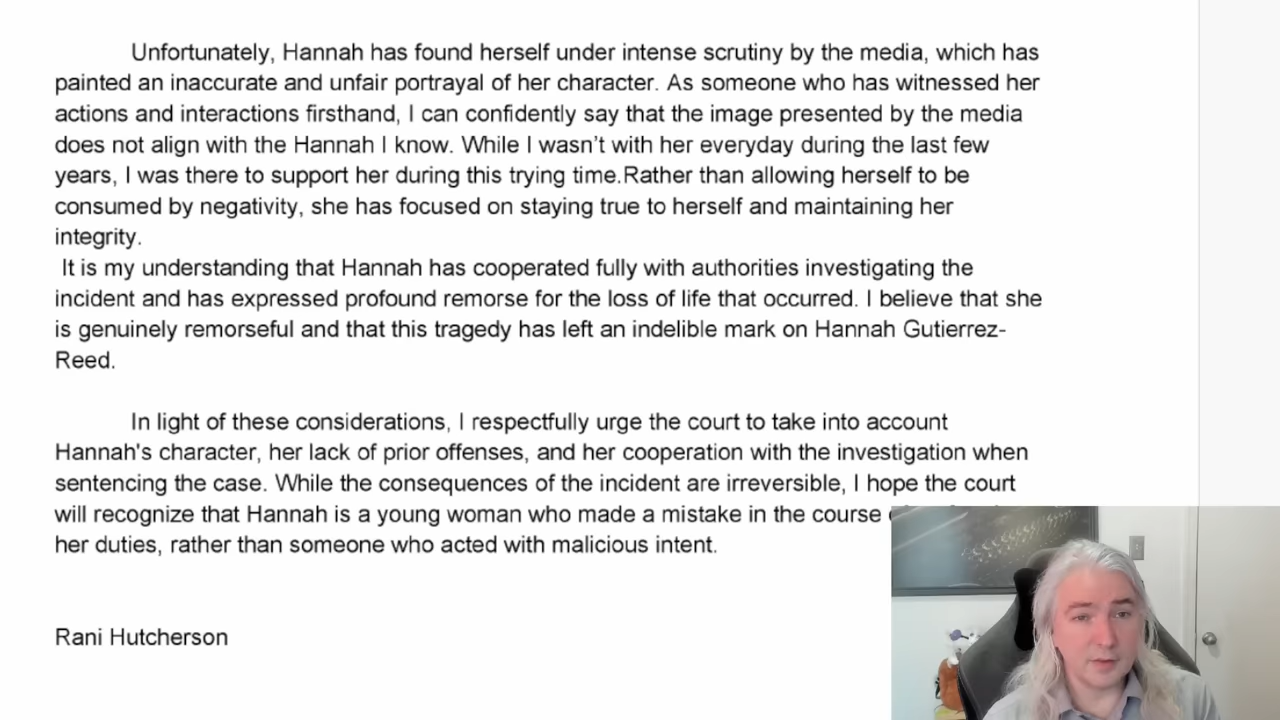 Unfortunately, Hannah has found herself under intense scrutiny by the media, which has
painted an inaccurate and unfair portrayal of her character. As someone who has witnessed her
actions and interactions firsthand, I can confidently say that the image presented by the media
does not align with the Hannah I know. While I wasn't with her everyday during the last few
years, I was there to support her during this trying time.Rather than allowing herself to be
consumed by negativity, she has focused on staying true to herself and maintaining her
integrity.
It is my understanding that Hannah has cooperated fully with authorities investigating the
incident and has expressed profound remorse for the loss of life that occurred. I believe that she
is genuinely remorseful and that this tragedy has left an indelible mark on Hannah Gutierrez-
Reed.
In light of these considerations, I respectfully urge the court to take into account
Hannah's character, her lack of prior offenses, and her cooperation with the investigation when
sentencing the case. While the consequences of the incident are irreversible, I hope the court
will recognize that Hannah is a young woman who made a mistake in the course
her duties, rather than someone who acted with malicious intent.
Rani Hutcherson